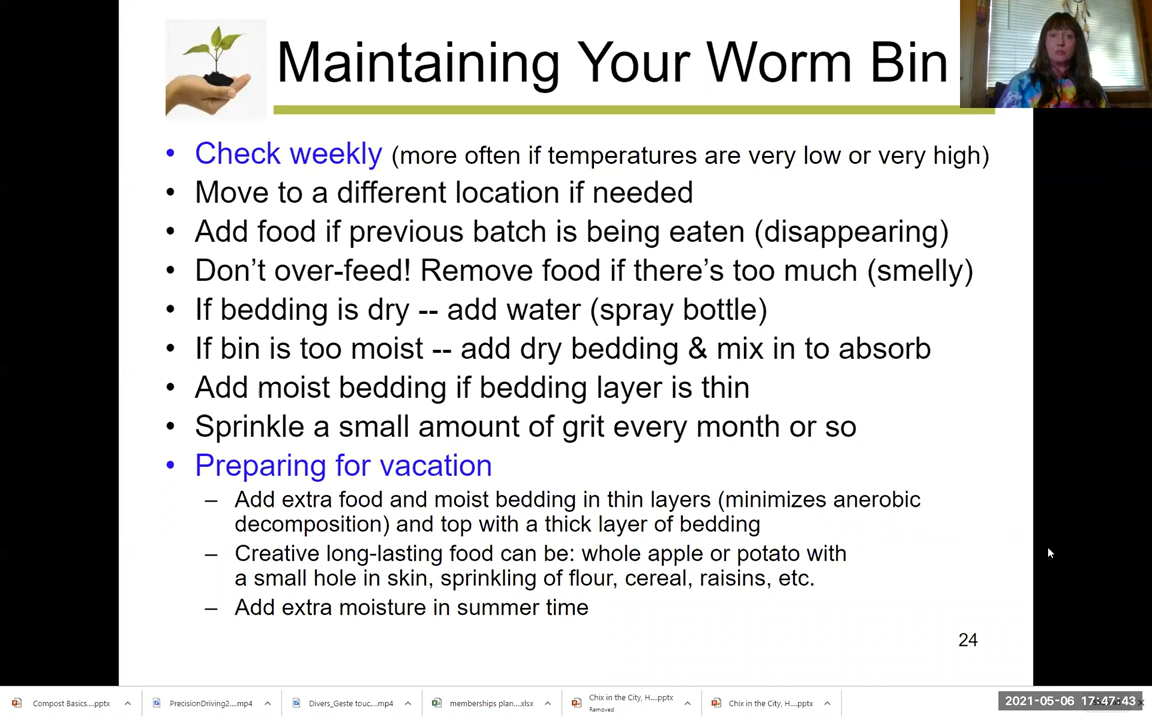 Maintaining Your Worm Bin
• Check weekly (more often if temperatures are very low or very high)
• Move to a different location if needed
• Add food if previous batch is being eaten (disappearing)
• Don’t over-feed! Remove food if there’s too much (smelly)
• If bedding is dry -- add water (spray bottle)
• If bin is too moist -- add dry bedding & mix in to absorb
• Add moist bedding if bedding layer is thin
• Sprinkle a small amount of grit every month or so
• Preparing for vacation
– Add extra food and moist bedding in thin layers (minimizes anerobic
decomposition) and top with a thick layer of bedding
– Creative long-lasting food can be: whole apple or potato with
a small hole in skin, sprinkling of flour, cereal, raisins, etc.
– Add extra moisture in summer time
24
Compost Basics....pptx
PrecisionDriving2....mp4
Divers_Geste touc....mp4
memberships plan....xlsx
Chix in the City, H....pptx
Removed
Chix in the City, H....pptx
2021-05-06 17:47:43